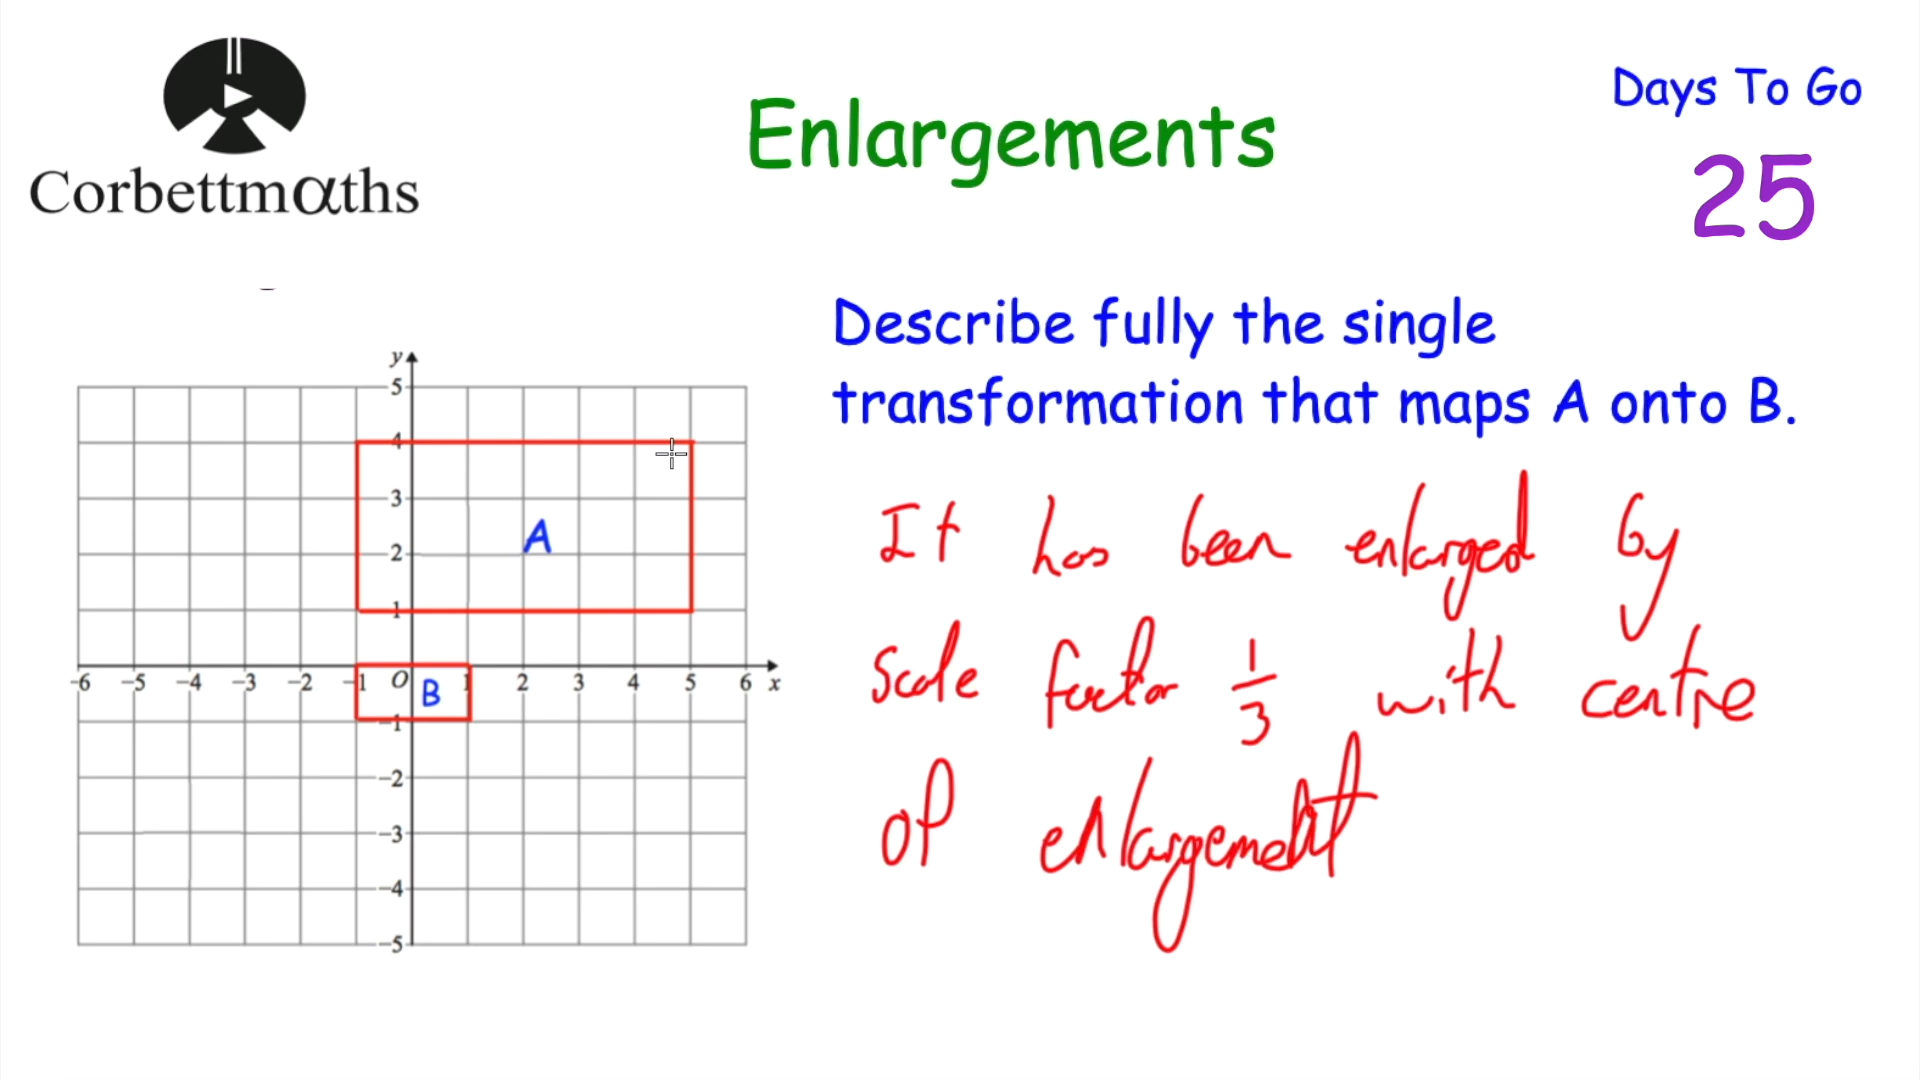 Corbettmαths
Enlargements
Days To Go
25
Describe fully the single
transformation that maps A onto B.
It has been enlarged by
scale factor 1/3 with centre
of enlargement
y
5
4
3
2
1
-6 -5 -4 -3 -2 -1 O 1 2 3 4 5 6 x
-1
-2
-3
-4
-5
A
B